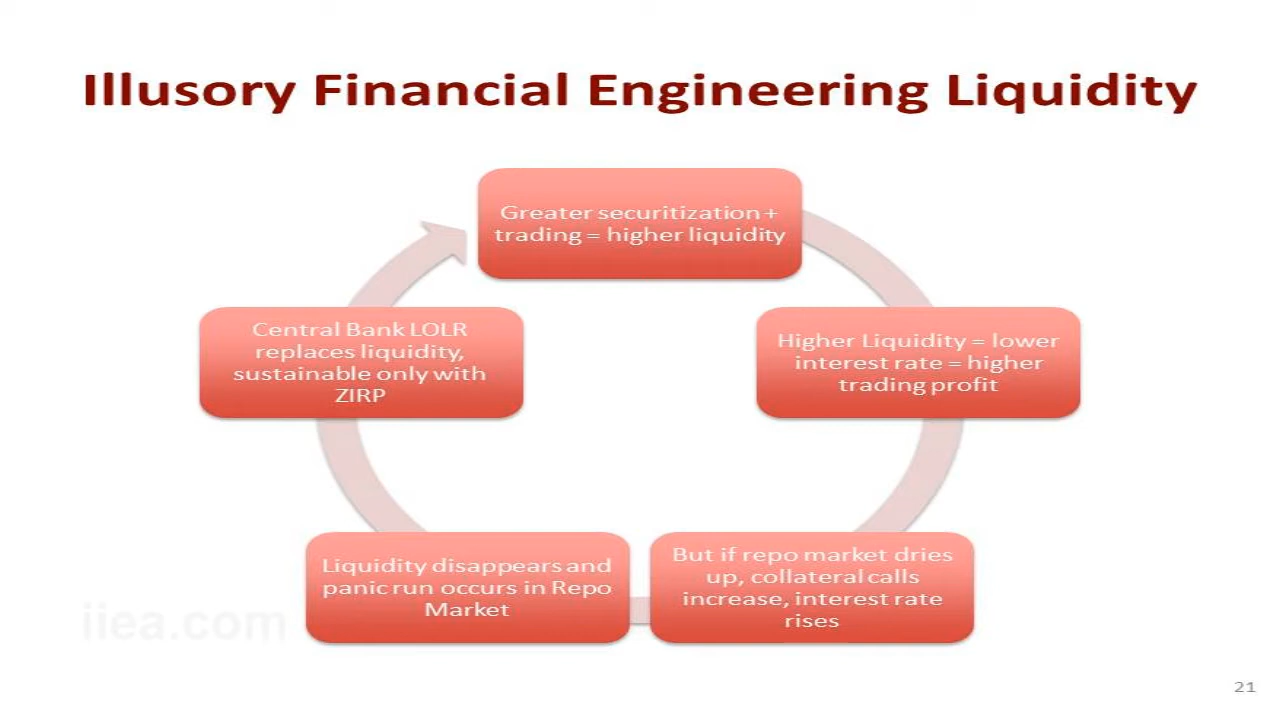 Illusory Financial Engineering Liquidity
Greater securitization +
trading = higher liquidity
Higher Liquidity = lower
interest rate = higher
trading profit
But if repo market dries
up, collateral calls
increase, interest rate
rises
Liquidity disappears and
panic run occurs in Repo
Market
Central Bank LOLR
replaces liquidity,
sustainable only with
ZIRP
iiea.com
21